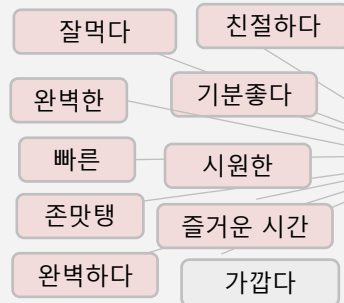 잘먹다
친절하다
완벽한
기분좋다
빠른
시원한
존맛탱
즐거운 시간
완벽하다
가깝다